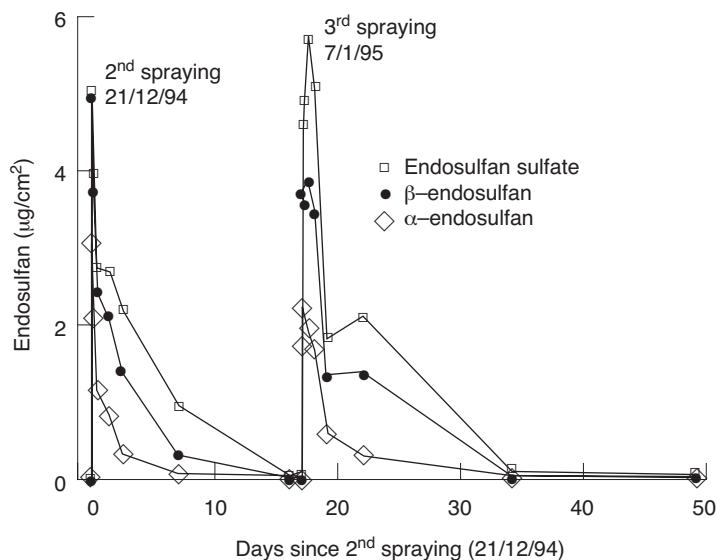 6
4
2
0
Endosulfan (μg/cm²)
2ⁿᵈ spraying
21/12/94
3ʳᵈ spraying
7/1/95
Endosulfan sulfate
β–endosulfan
α–endosulfan
0 10 20 30 40 50
Days since 2ⁿᵈ spraying (21/12/94)